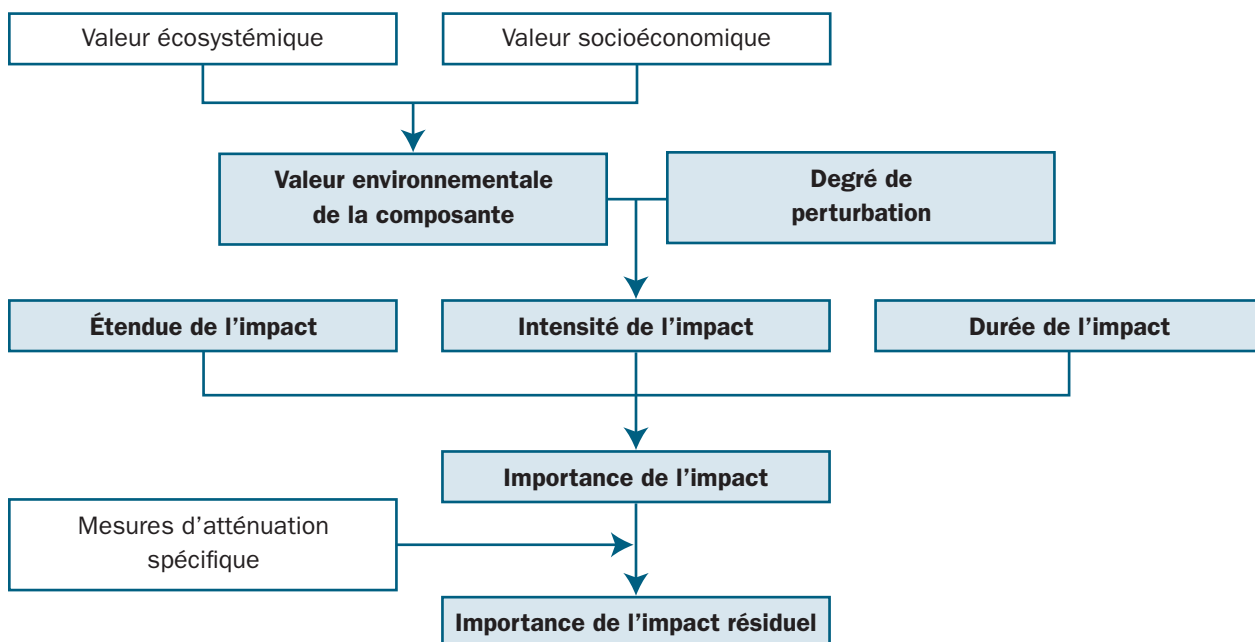 Valeur écosystémique
Valeur socioéconomique
Valeur environnementale
de la composante
Degré de
perturbation
Étendue de l’impact
Intensité de l’impact
Durée de l’impact
Importance de l’impact
Mesures d’atténuation
spécifique
Importance de l’impact résiduel